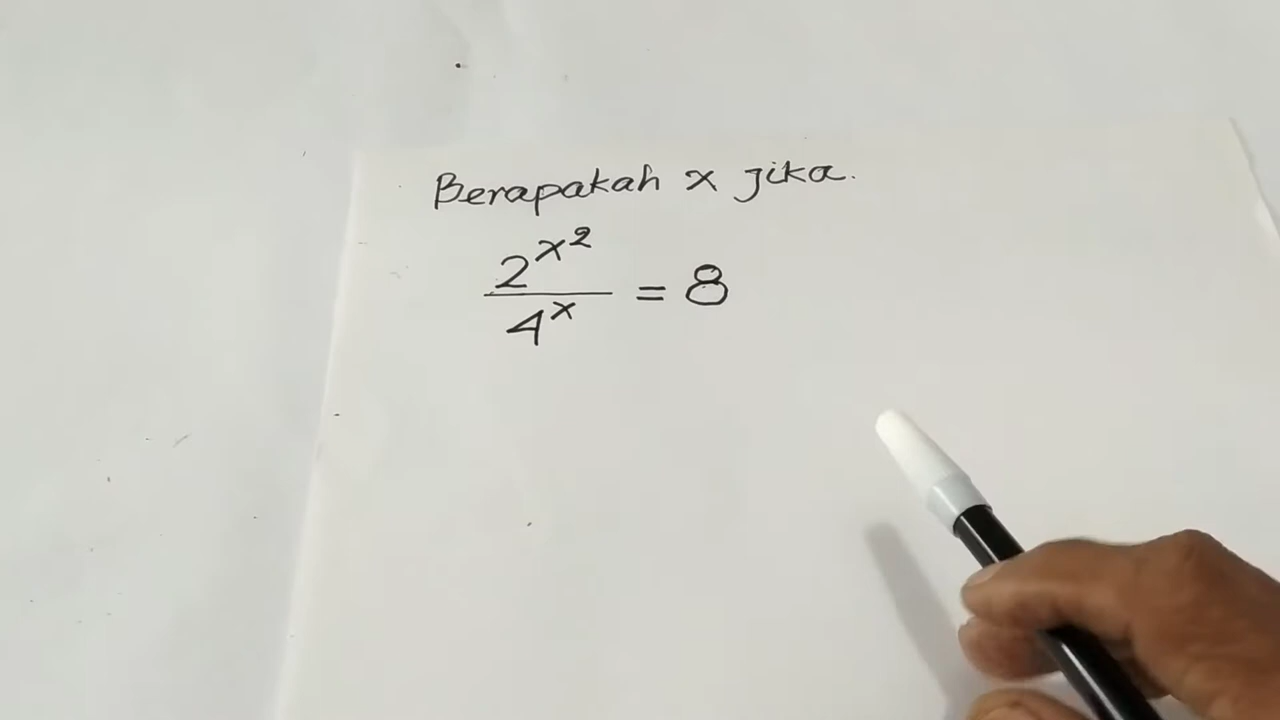 Berapakah x jika.
2^{x^2}/4^x = 8